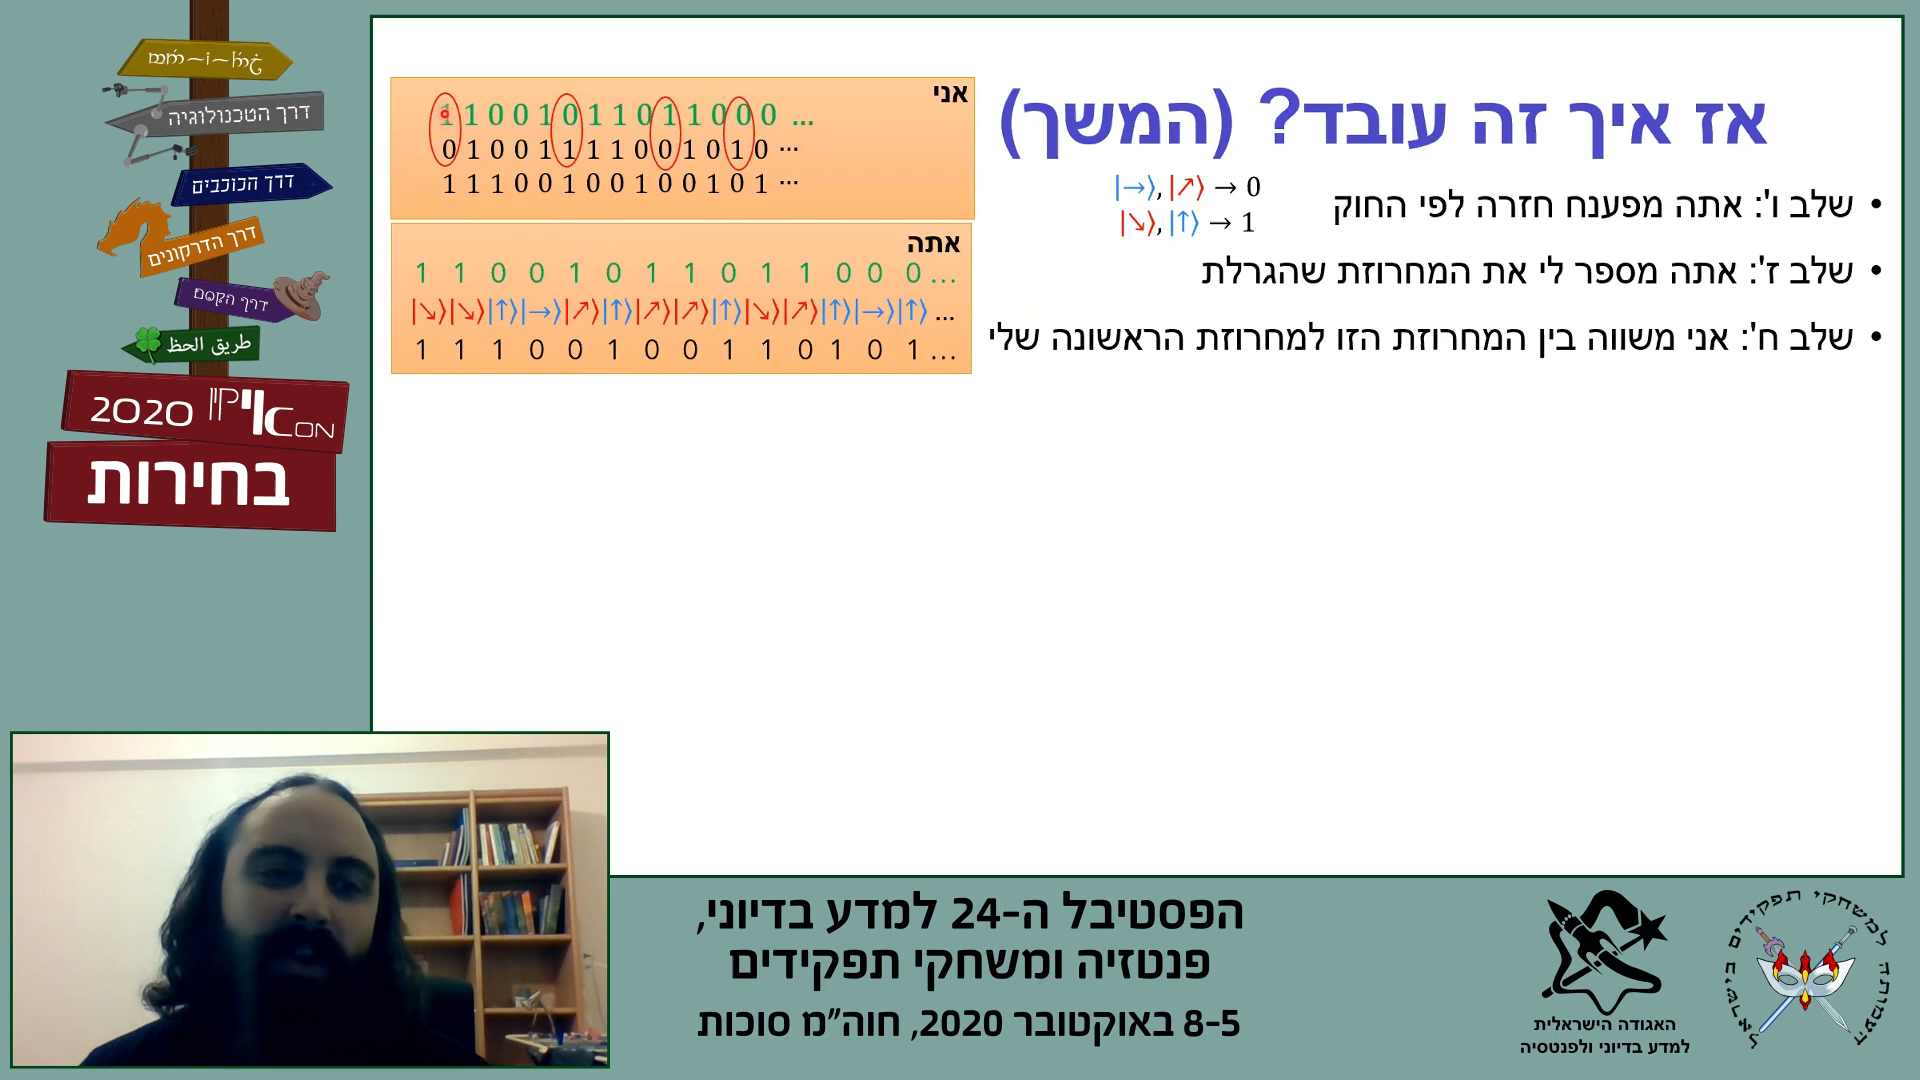 דרך הטכנולוגיה
דרך הכוכבים
דרך הדרקונים
דרך הקסם
طريق الحظ
אייקון ON 2020
בחירות
אז איך זה עובד? (המשך)
• שלב ו': אתה מפענח חזרה לפי החוק
|→⟩,|↗⟩ → 0
|↘⟩,|↑⟩ → 1
• שלב ז': אתה מספר לי את המחרוזת שהגרלת
• שלב ח': אני משווה בין המחרוזת הזו למחרוזת הראשונה שלי
אני
1 1 0 0 1 0 1 1 0 1 1 0 0 0 ...
0 1 0 0 1 1 1 1 0 0 1 0 1 0 ...
1 1 1 0 0 1 0 0 1 0 0 1 0 1 ...
אתה
1 1 0 0 1 0 1 1 0 1 1 0 0 0 ...
|↘⟩|↘⟩|↑⟩|→⟩|↗⟩|↑⟩|↗⟩|↗⟩|↑⟩|↘⟩|↗⟩|↑⟩|→⟩|↑⟩ ...
1 1 1 0 0 1 0 0 1 1 0 1 0 1 ...
הפסטיבל ה-24 למדע בדיוני,
פנטזיה ומשחקי תפקידים
5-8 באוקטובר 2020, חוה"מ סוכות
האגודה הישראלית
למדע בדיוני ולפנטסיה
העמותה למשחקי תפקידים בישראל